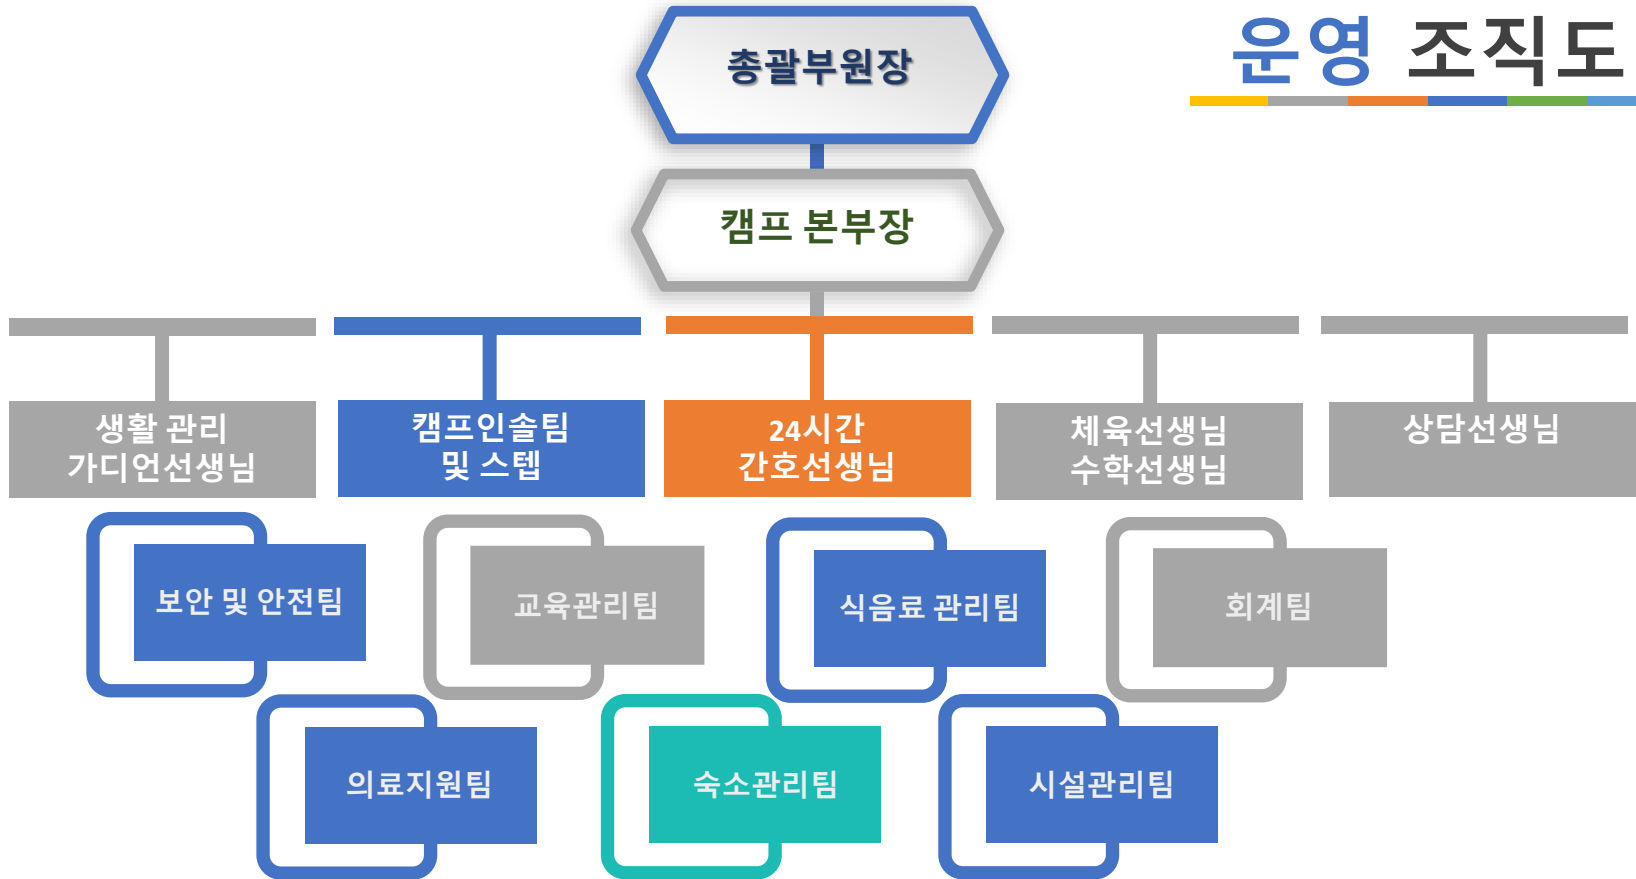 운영 조직도
총괄부원장
캠프 본부장
생활 관리
가디언선생님
캠프인솔팀
및 스텝
24시간
간호선생님
체육선생님
수학선생님
상담선생님
보안 및 안전팀
교육관리팀
식음료 관리팀
회계팀
의료지원팀
숙소관리팀
시설관리팀